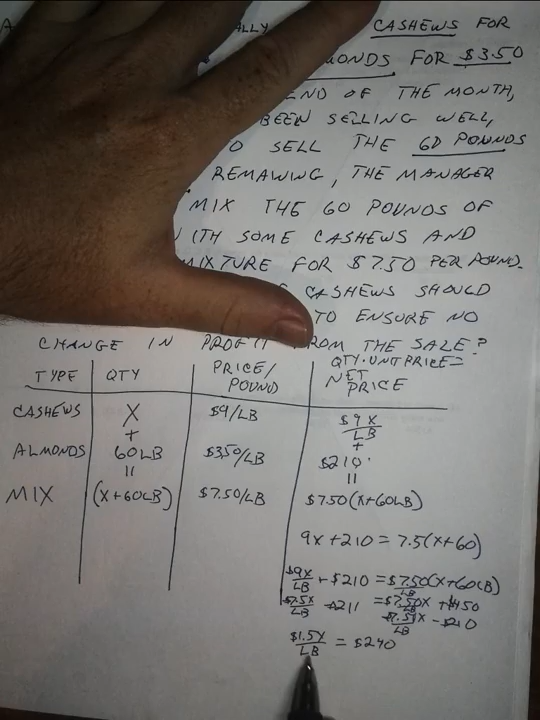 A ALLY CASHEWS FOR
MONDS FOR $3.50
END OF THE MONTH,
BEEN SELLING WELL,
O SELL THE 60 POUNDS
REMAINING, THE MANAGER
MIX THE 60 POUNDS OF
ITH SOME CASHEWS AND
MIXTURE FOR $7.50 PER POUND.
CASHEWS SHOULD
TO ENSURE NO
CHANGE IN PROFIT FROM THE SALE?
TYPE QTY PRICE/POUND QTY·UNT PRICE= NET PRICE
CASHEWS X $9/LB $9X/LB
+ +
ALMONDS 60LB $3.50/LB $210
= =
MIX (X+60LB) $7.50/LB $7.50(X+60LB)
9X+210=7.5(X+60)
$9X/LB + $210 = $7.50/LB(X+60LB)
$1.5X/LB = $240